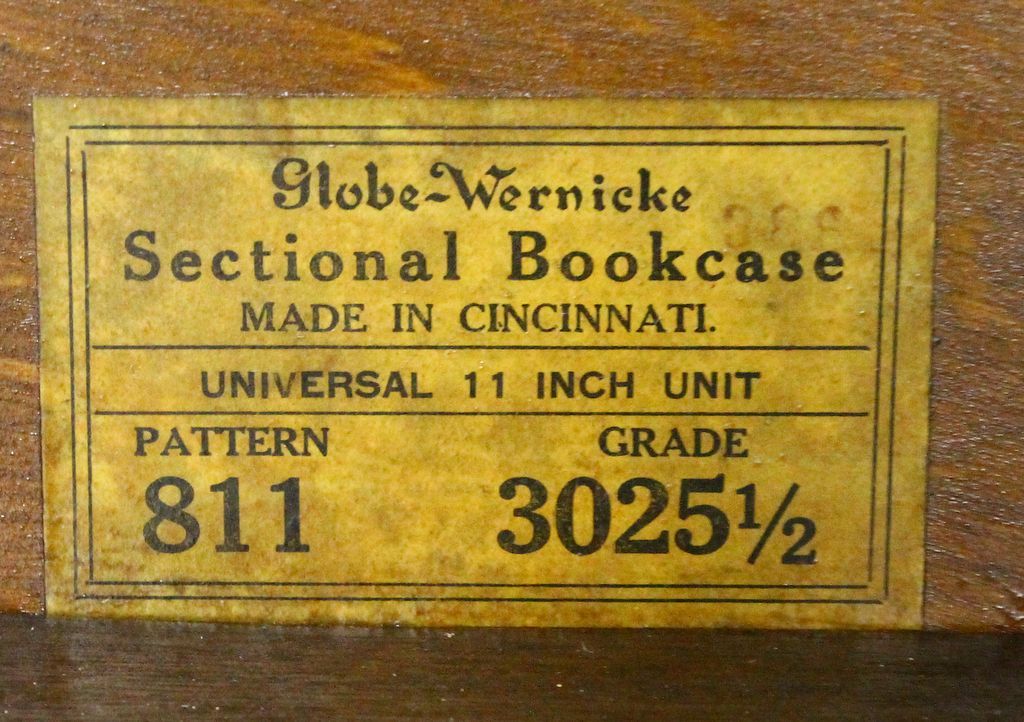 Globe-Wernicke
Sectional Bookcase
MADE IN CINCINNATI.
UNIVERSAL 11 INCH UNIT
PATTERN GRADE
811 3025½